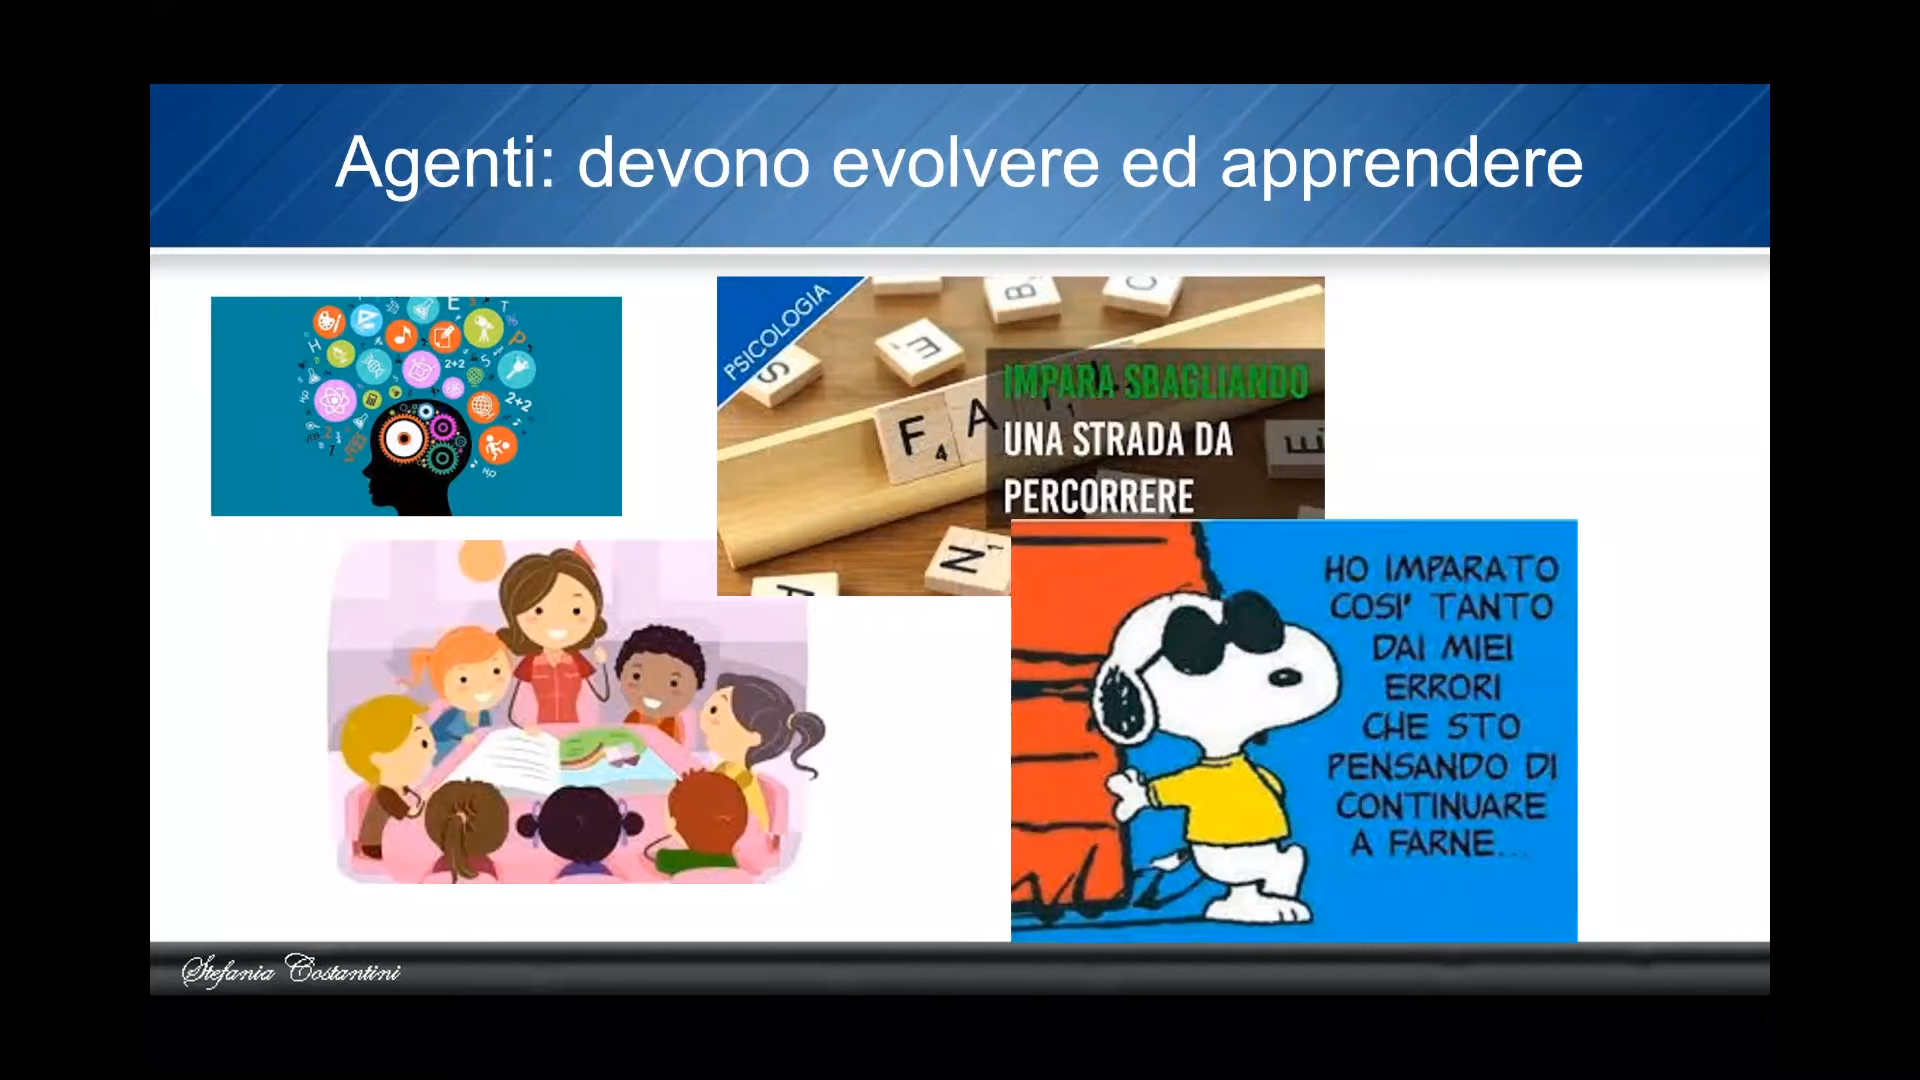 Agenti: devono evolvere ed apprendere
PSICOLOGIA
IMPARA SBAGLIANDO
UNA STRADA DA
PERCORRERE
HO IMPARATO
COSI' TANTO
DAI MIEI
ERRORI
CHE STO
PENSANDO DI
CONTINUARE
A FARNE...
Stefania Costantini